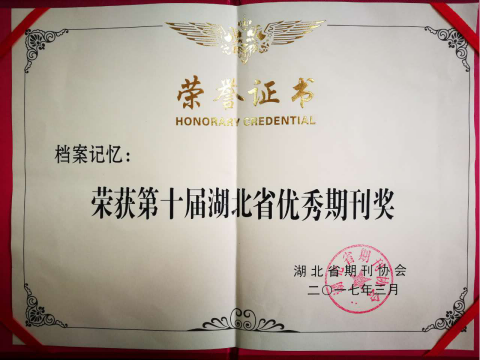 荣誉证书
HONORARY CREDENTIAL
档案记忆：
荣获第十届湖北省优秀期刊奖
湖北省期刊协会
二〇一七年三月